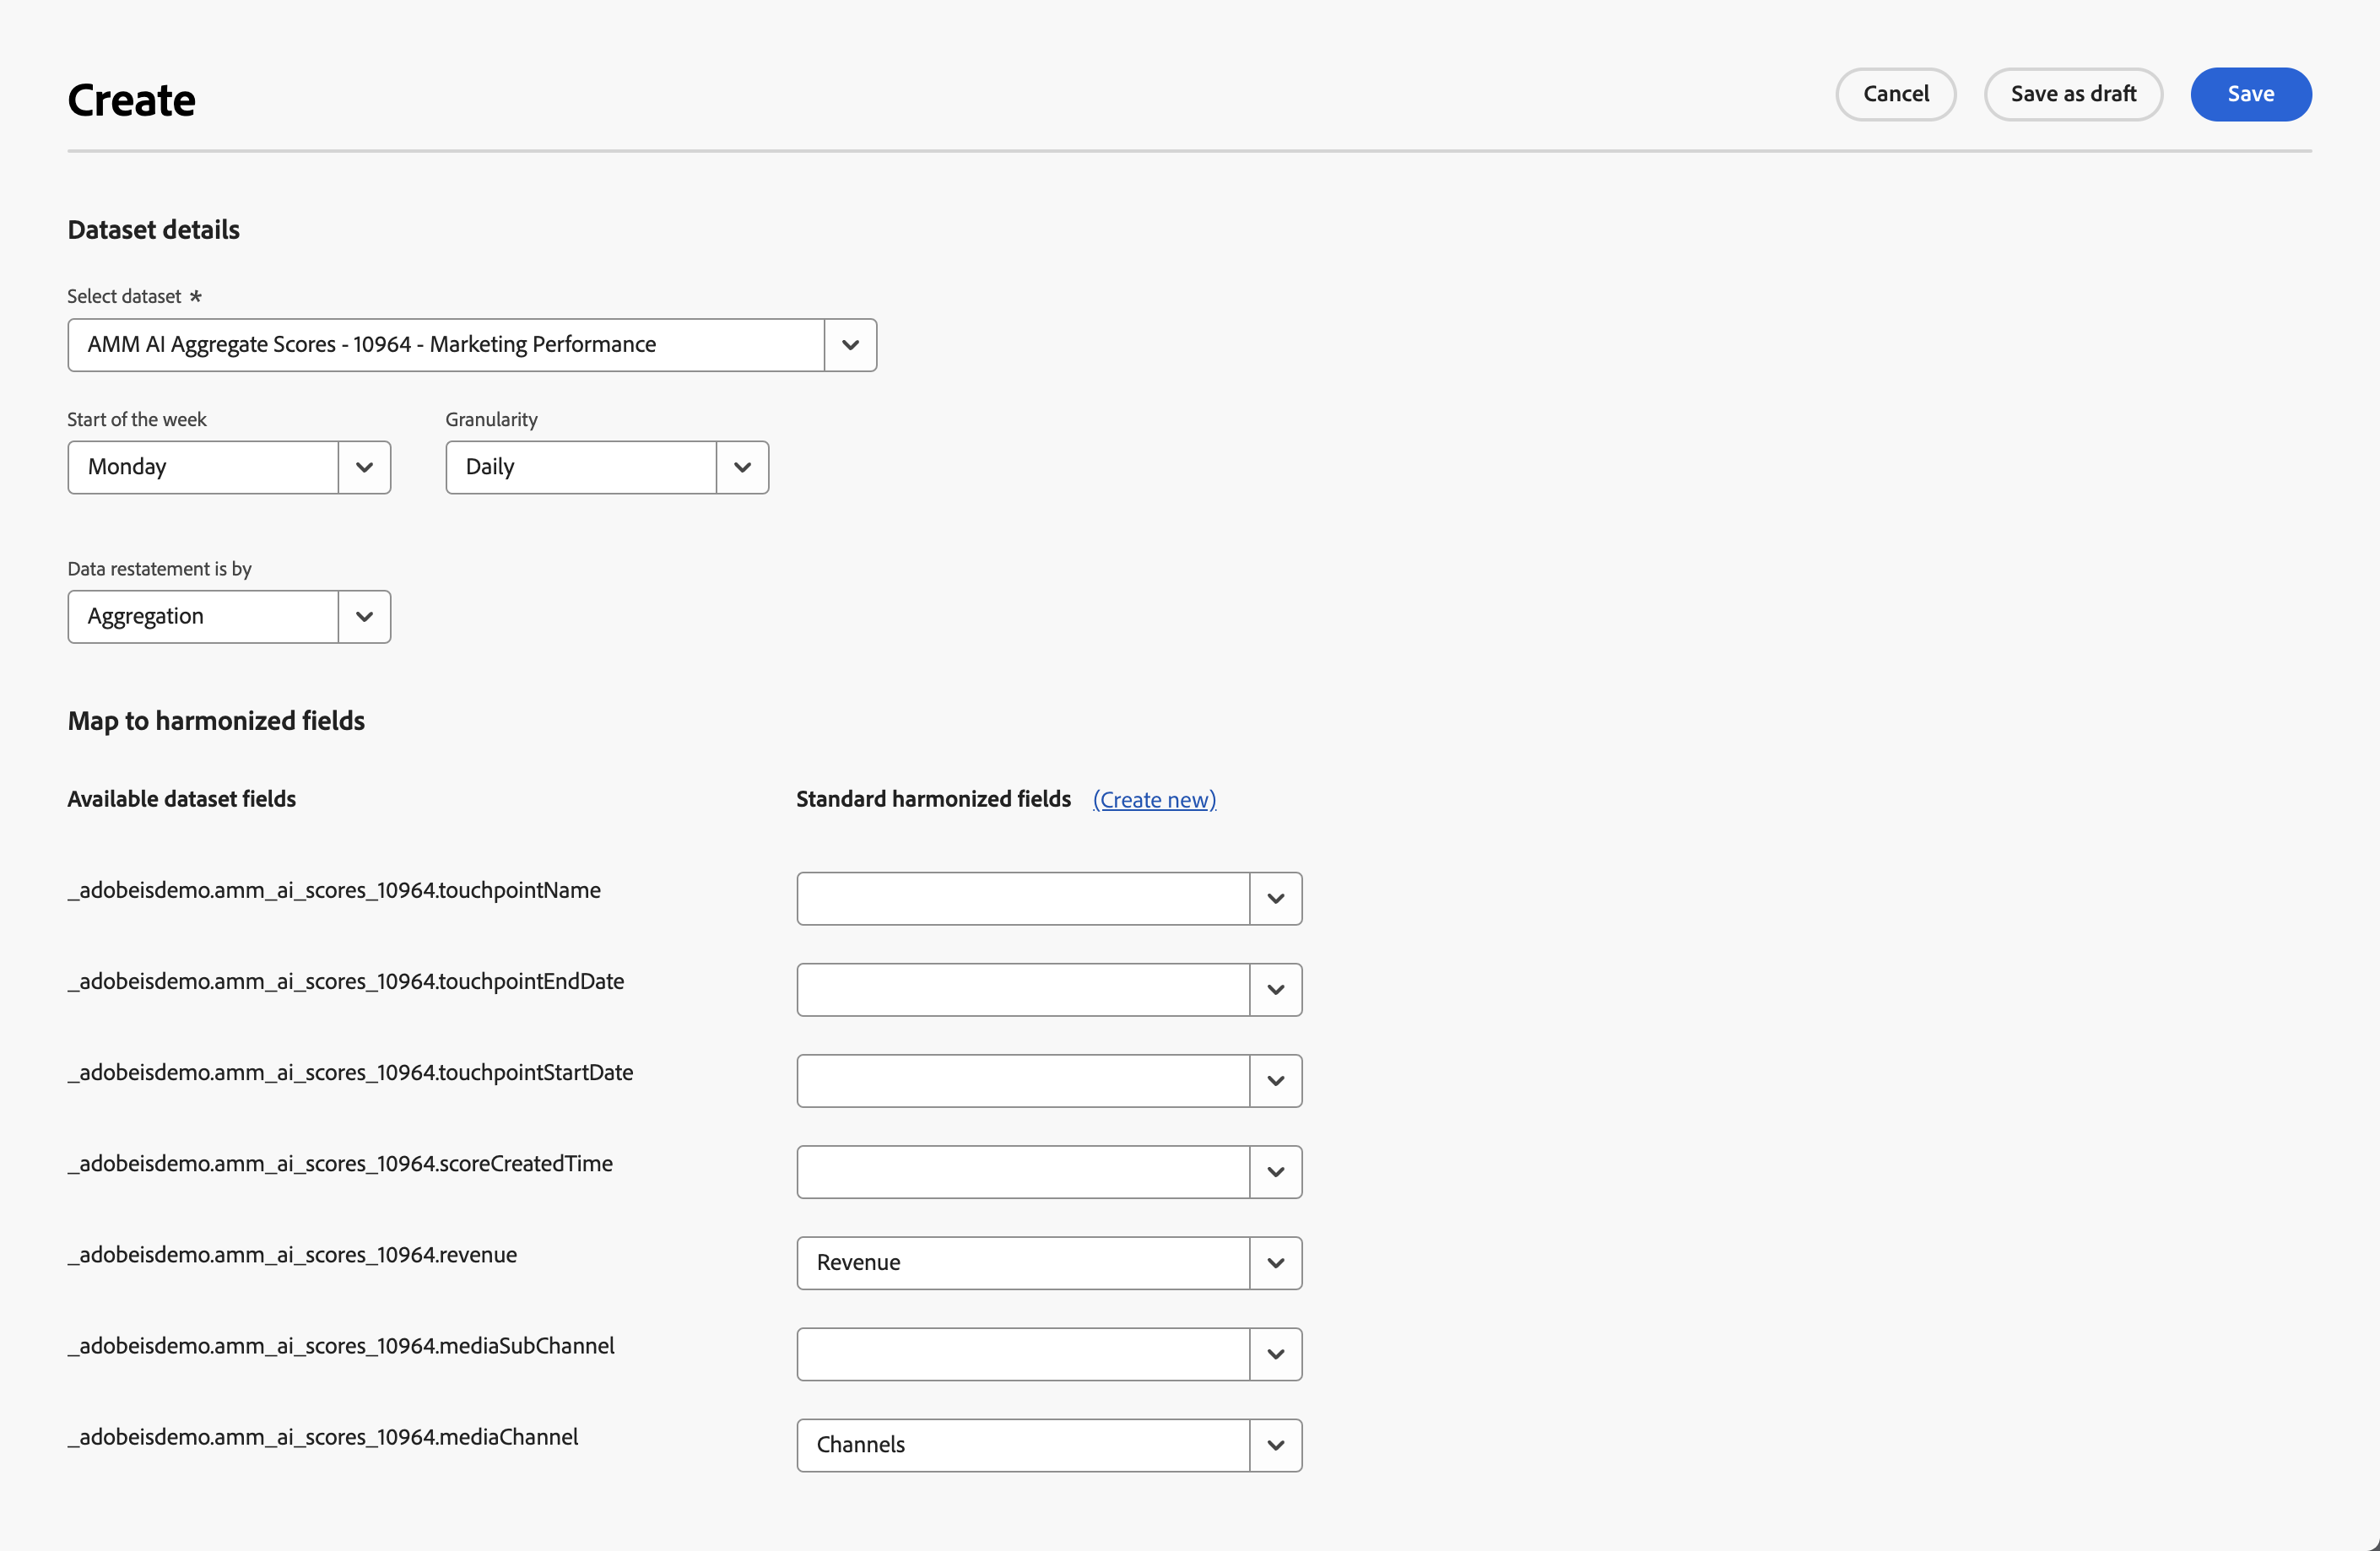 Create
Cancel
Save as draft
Save
Dataset details
Select dataset *
AMM AI Aggregate Scores - 10964 - Marketing Performance
Start of the week
Granularity
Monday
Daily
Data restatement is by
Aggregation
Map to harmonized fields
Available dataset fields
Standard harmonized fields (Create new)
_adobeisdemo.amm_ai_scores_10964.touchpointName
_adobeisdemo.amm_ai_scores_10964.touchpointEndDate
_adobeisdemo.amm_ai_scores_10964.touchpointStartDate
_adobeisdemo.amm_ai_scores_10964.scoreCreatedTime
_adobeisdemo.amm_ai_scores_10964.revenue
Revenue
_adobeisdemo.amm_ai_scores_10964.mediaSubChannel
_adobeisdemo.amm_ai_scores_10964.mediaChannel
Channels